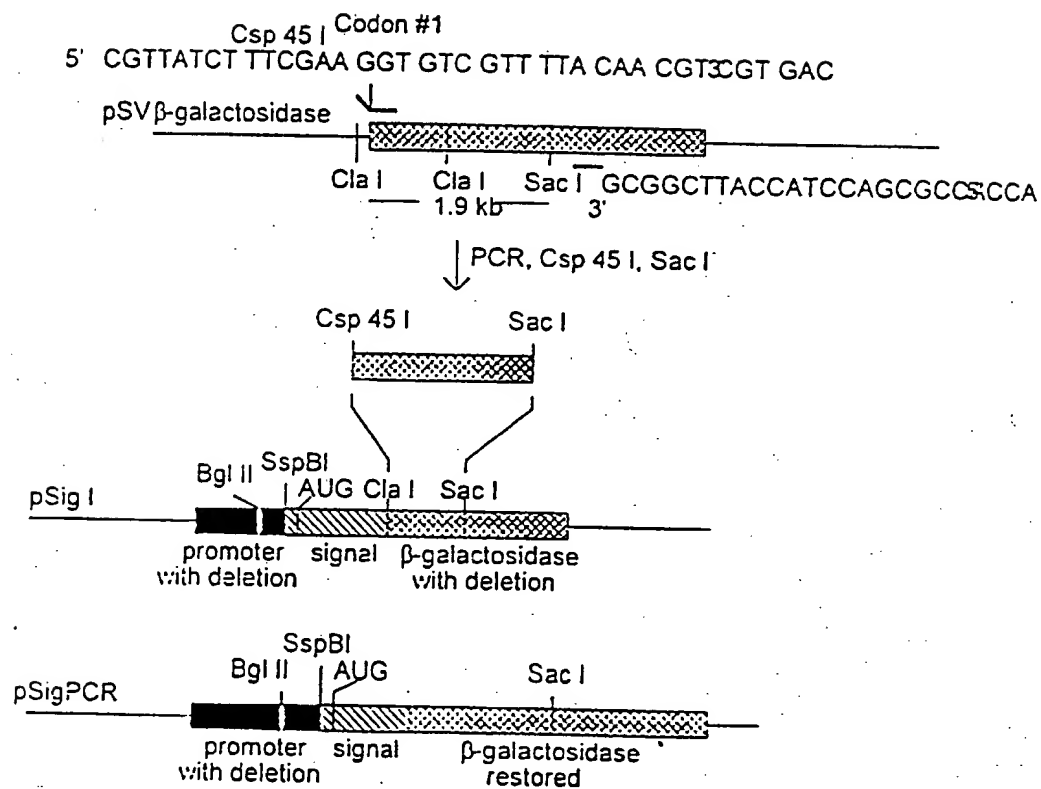 Csp 45 I Codon #1
5' CGTTATCT TTCGAA GGT GTC GTT TTA CAA CGT3'CGT GAC
pSVβ-galactosidase
Cla I Cla I Sac I GCGGCTTACCATCCAGCGCC
1.9 kb 3'
PCR, Csp 45 I, Sac I
Csp 45 I Sac I
Bgl II SspBI AUG Cla I Sac I
pSig I
promoter signal β-galactosidase
with deletion with deletion
SspBI
Bgl II AUG Sac I
pSigPCR
promoter signal β-galactosidase
with deletion restored